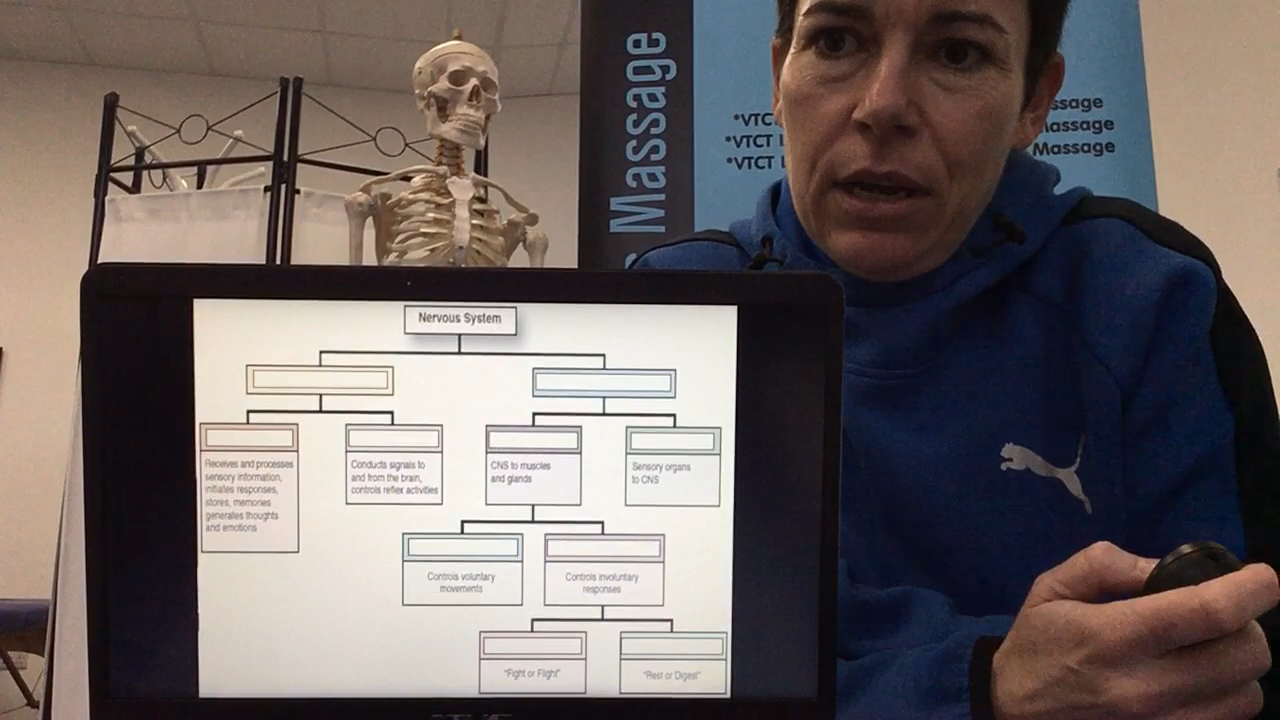 Massage
*VTCT
*VTCT
*VTCT
Massage
Massage
Massage
Nervous System
Receives and processes
sensory information,
initiates responses,
stores, memories
generates thoughts
and emotions
Conducts signals to
and from the brain,
controls reflex activities
CNS to muscles
and glands
Sensory organs
to CNS
Controls voluntary
movements
Controls involuntary
responses
"Fight or Flight"
"Rest or Digest"